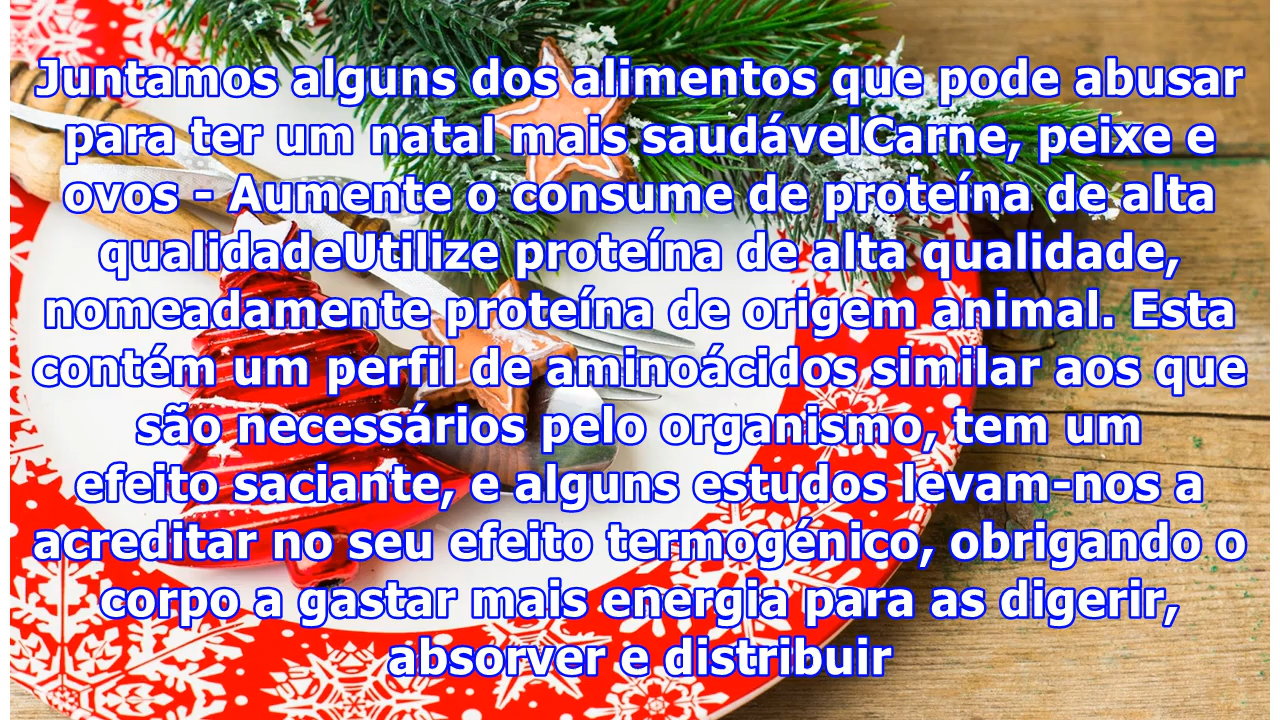 Juntamos alguns dos alimentos que pode abusar
para ter um natal mais saudávelCarne, peixe e
ovos - Aumente o consume de proteína de alta
qualidadeUtilize proteína de alta qualidade,
nomeadamente proteína de origem animal. Esta
contém um perfil de aminoácidos similar aos que
são necessários pelo organismo, tem um
efeito saciante, e alguns estudos levam-nos a
acreditar no seu efeito termogénico, obrigando o
corpo a gastar mais energia para as digerir,
absorver e distribuir